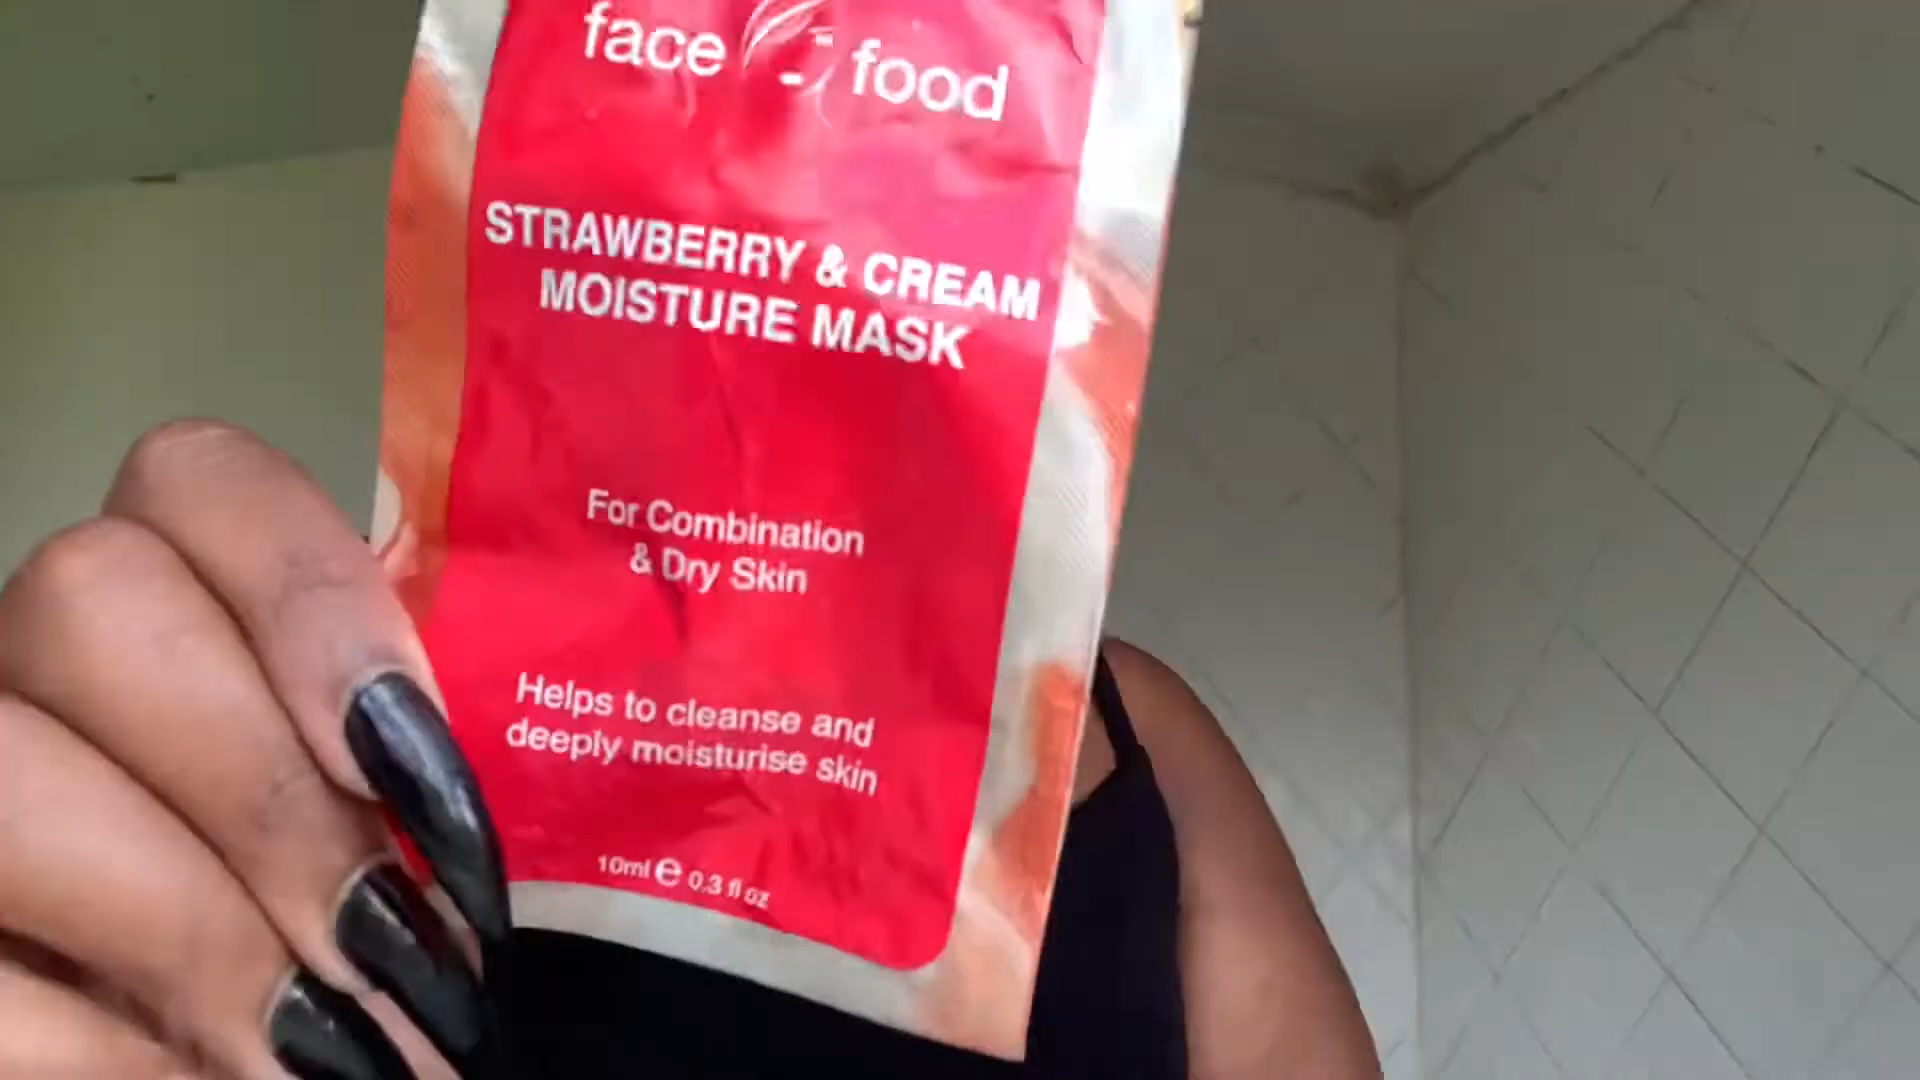 face food
STRAWBERRY & CREAM
MOISTURE MASK
For Combination
& Dry Skin
Helps to cleanse and
deeply moisturise skin
10ml e 0.3 fl oz